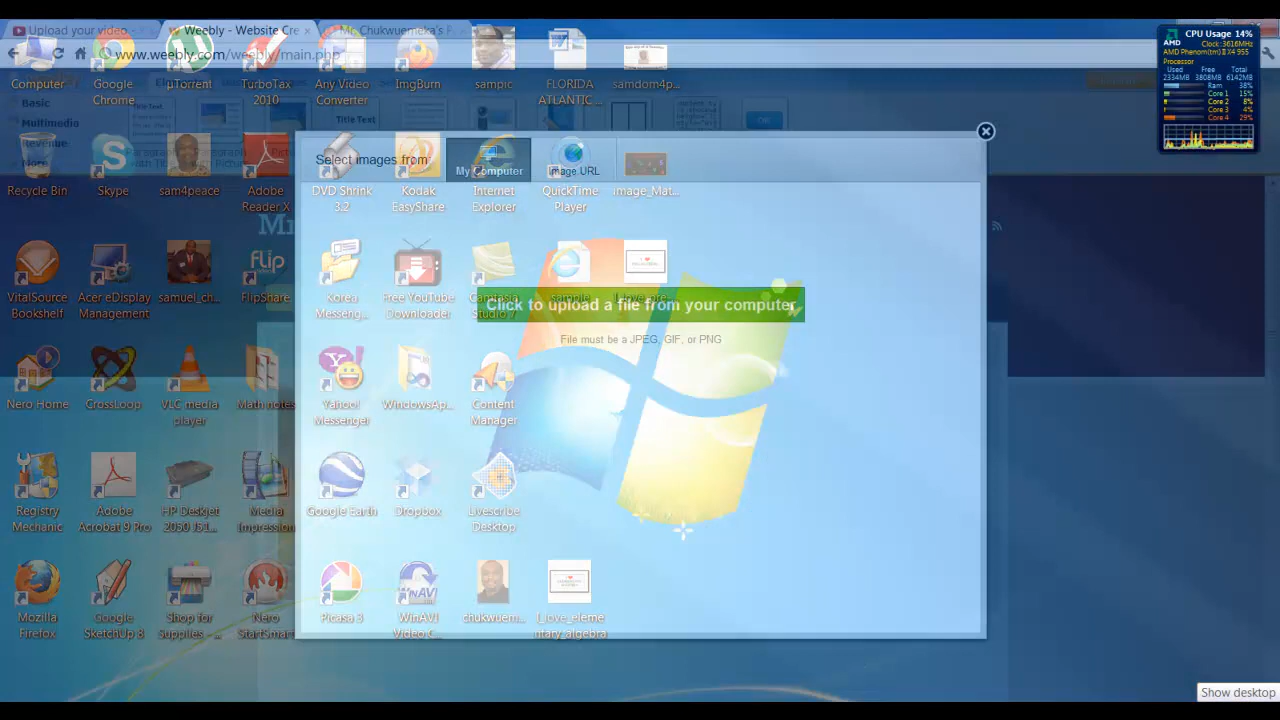 Upload your video -
Weebly - Website Cre
Mr. Chukwuemeka's P
www.weebly.com/weebly/main.php
Computer
Google
Chrome
µTorrent
TurboTax
2010
Any Video
Converter
ImgBurn
sampic
FLORIDA
ATLANTIC ...
samdom4p...
CPU Usage 14%
AMD
Clock:3616MHz
AMD Phenom(tm) II X4 955
Processor
Used Free Total
2334MB 3808MB 6142MB
Ram 38%
Core 1 15%
Core 2 8%
Core 3 4%
Core 4 29%
Basic
Multimedia
Revenue
More
Title Text
Select images from:
My Computer
Image URL
Recycle Bin
Skype
sam4peace
Adobe
Reader X
DVD Shrink
3.2
Kodak
EasyShare
Internet
Explorer
QuickTime
Player
image_Mat...
VitalSource
Bookshelf
Acer eDisplay
Management
samuel_ch...
FlipShare
flip
Korea
Messeng...
Free YouTube
Downloader
Camtasia
Studio 7
sample
I_love_pre...
Click to upload a file from your computer
File must be a JPEG, GIF, or PNG
Nero Home
CrossLoop
VLC media
player
Math notes
Yahoo!
Messenger
WindowsAp...
Content
Manager
Registry
Mechanic
Adobe
Acrobat 9 Pro
HP Deskjet
2050 J51...
Media
Impression
Google Earth
Dropbox
Livescribe
Desktop
Mozilla
Firefox
Google
SketchUp 8
Shop for
Supplies - ...
Nero
StartSmart
Picasa 3
WinAVI
Video C...
chukwuem...
I_love_eleme
ntary_algebra
Show desktop